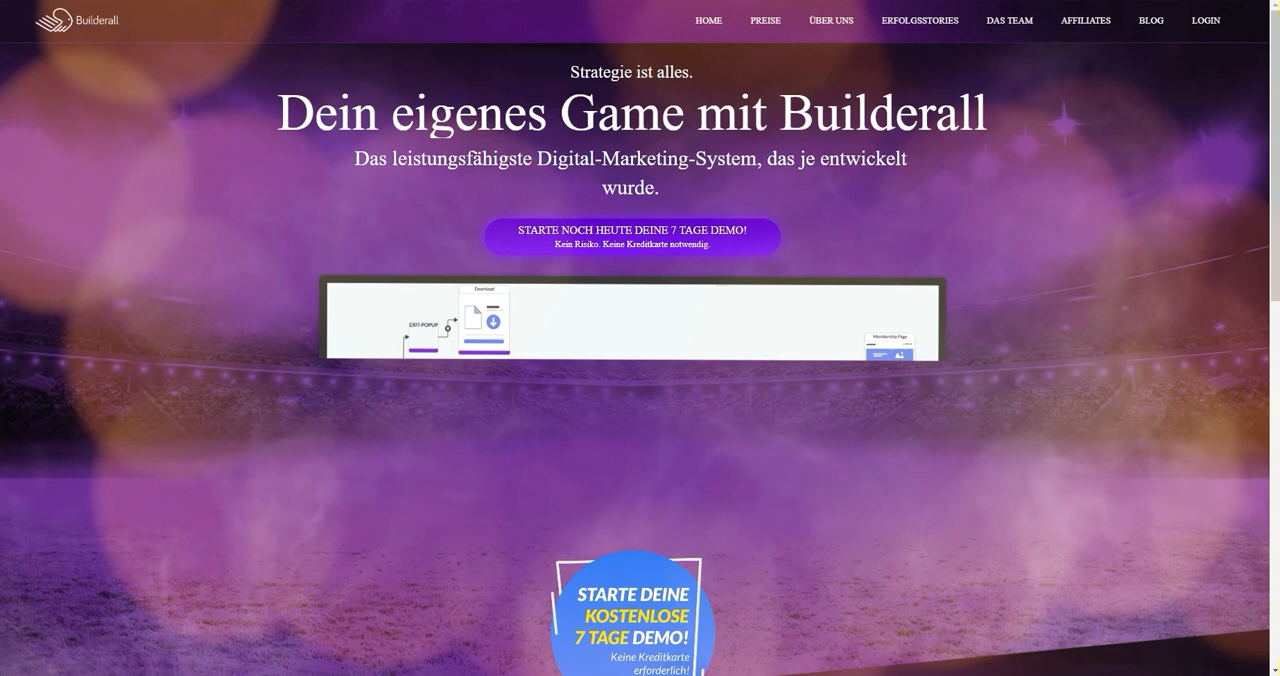 Builderall
HOME PREISE ÜBER UNS ERFOLGSSTORIES DAS TEAM AFFILIATES BLOG LOGIN
Strategie ist alles.
Dein eigenes Game mit Builderall
Das leistungsfähigste Digital-Marketing-System, das je entwickelt
wurde.
STARTE NOCH HEUTE DEINE 7 TAGE DEMO!
Kein Risiko. Keine Kreditkarte notwendig.
Download
EXIT-POPUP
Membership Page
STARTE DEINE
KOSTENLOSE
7 TAGE DEMO!
Keine Kreditkarte
erforderlich!